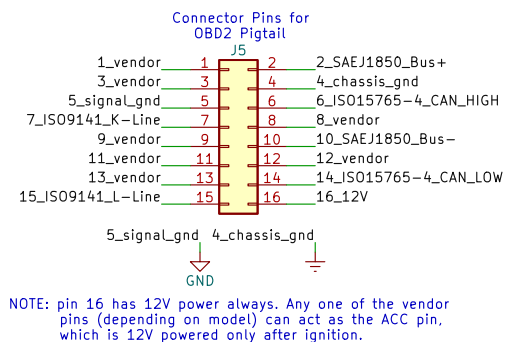 Connector Pins for
OBD2 Pigtail
J5
1_vendor 1 2 2_SAEJ1850_Bus+
3_vendor 3 4 4_chassis_gnd
5_signal_gnd 5 6 6_ISO15765-4_CAN_HIGH
7_ISO9141_K-Line 7 8 8_vendor
9_vendor 9 10 10_SAEJ1850_Bus-
11_vendor 11 12 12_vendor
13_vendor 13 14 14_ISO15765-4_CAN_LOW
15_ISO9141_L-Line 15 16 16_12V
5_signal_gnd 4_chassis_gnd
GND
NOTE: pin 16 has 12V power always. Any one of the vendor
pins (depending on model) can act as the ACC pin,
which is 12V powered only after ignition.